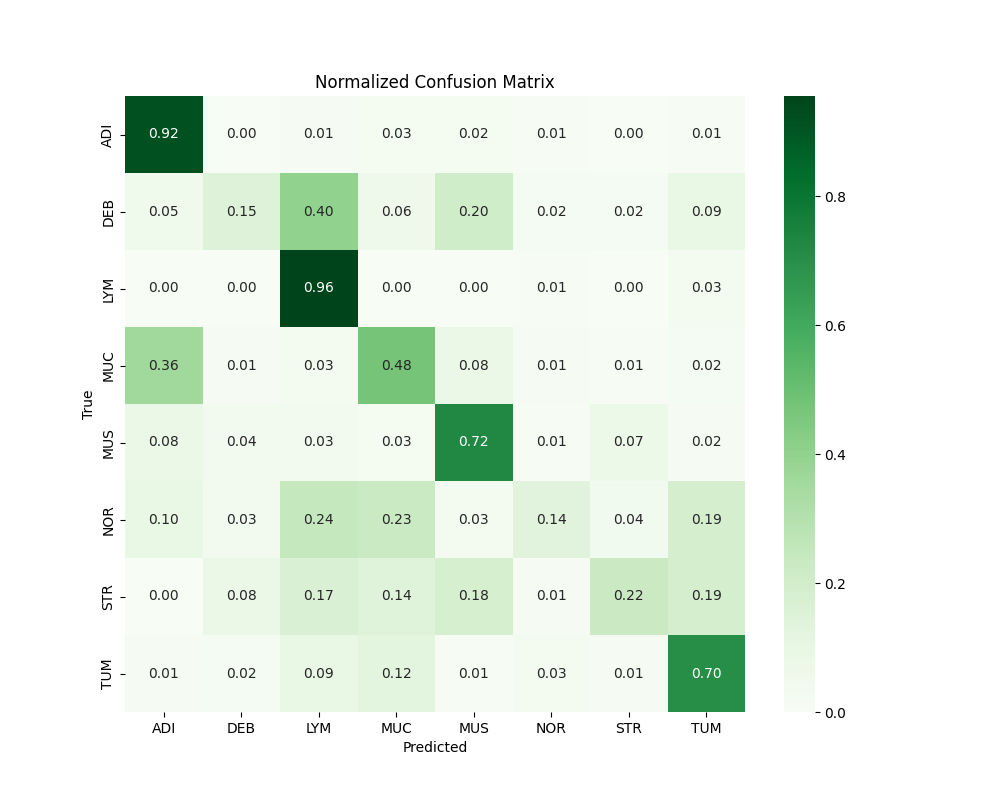 Normalized Confusion Matrix
ADI 0.92 0.00 0.01 0.03 0.02 0.01 0.00 0.01
0.8
DEB 0.05 0.15 0.40 0.06 0.20 0.02 0.02 0.09
LYM 0.00 0.00 0.96 0.00 0.00 0.01 0.00 0.03
0.6
MUC 0.36 0.01 0.03 0.48 0.08 0.01 0.01 0.02
True
MUS 0.08 0.04 0.03 0.03 0.72 0.01 0.07 0.02
0.4
NOR 0.10 0.03 0.24 0.23 0.03 0.14 0.04 0.19
0.2
STR 0.00 0.08 0.17 0.14 0.18 0.01 0.22 0.19
TUM 0.01 0.02 0.09 0.12 0.01 0.03 0.01 0.70
0.0
ADI DEB LYM MUC MUS NOR STR TUM
Predicted